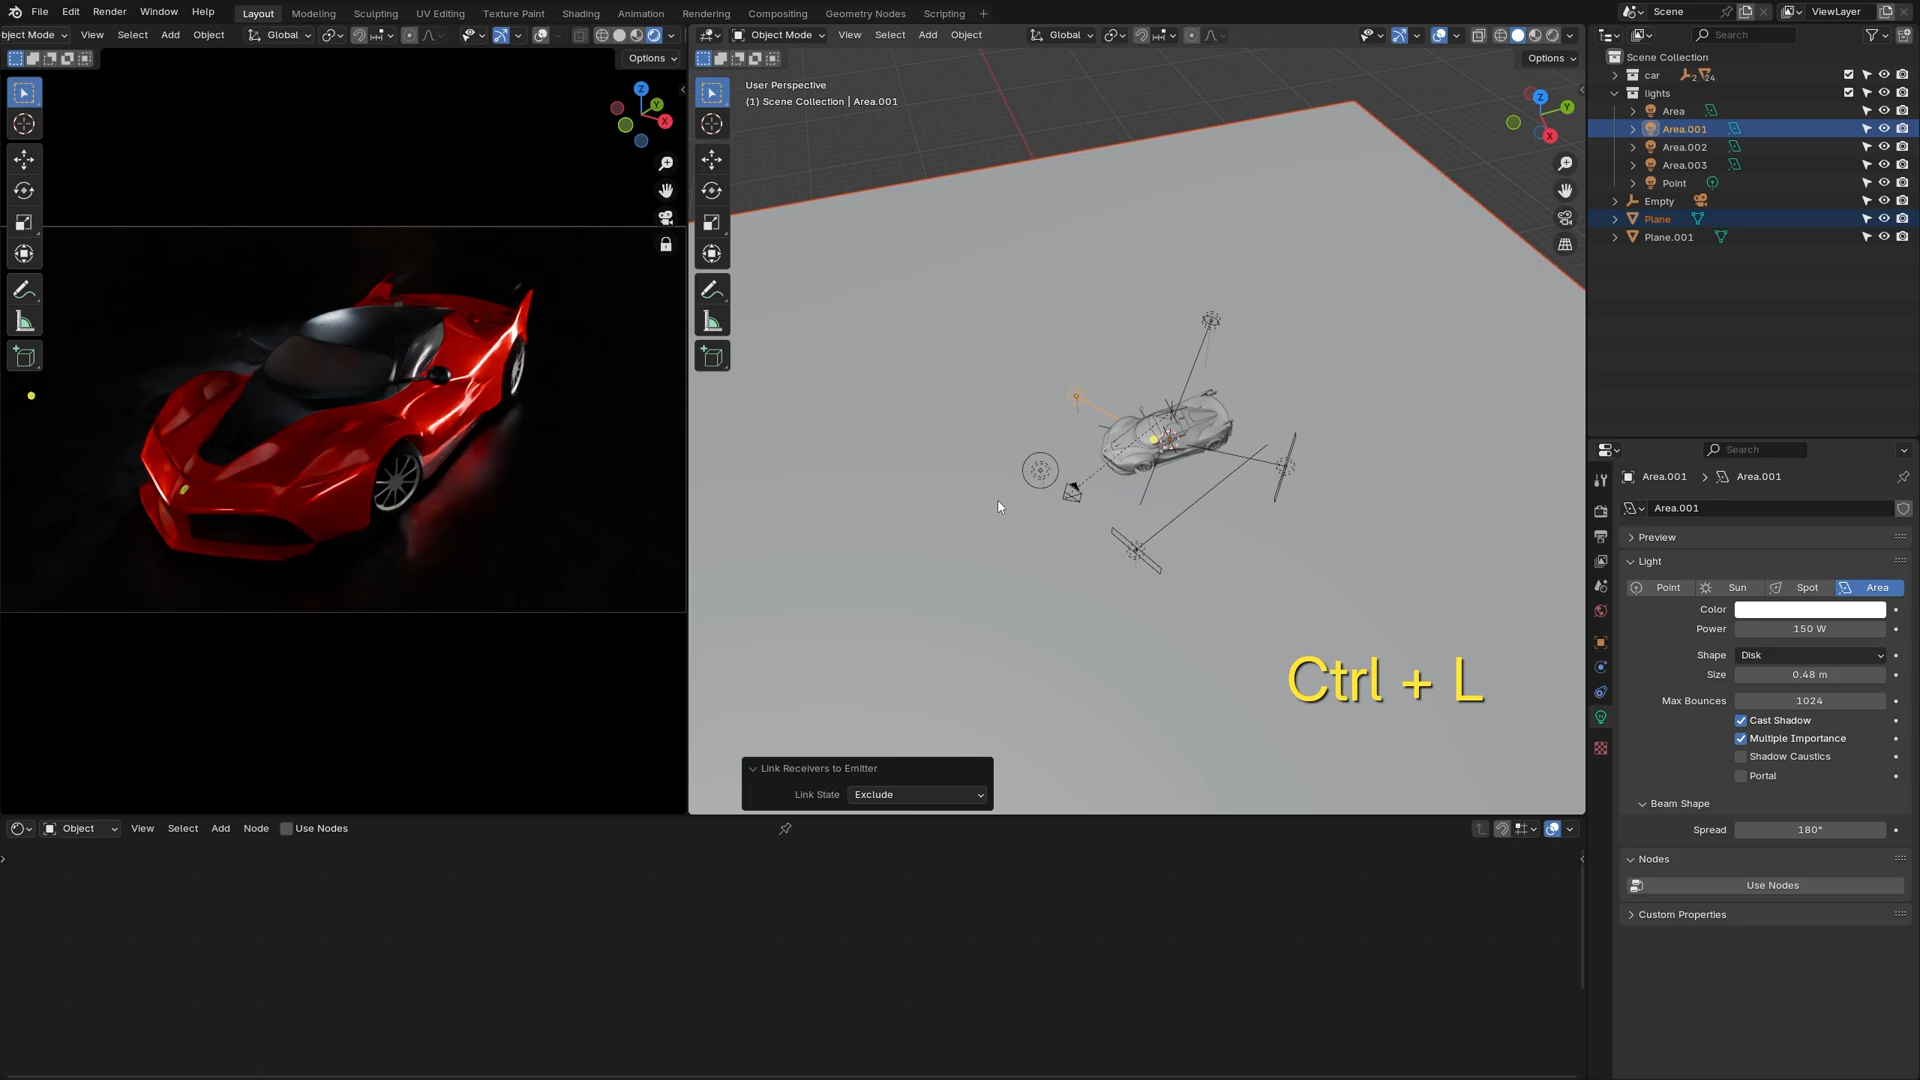 File Edit Render Window Help Layout Modeling Sculpting UV Editing Texture Paint Shading Animation Rendering Compositing Geometry Nodes Scripting Scene ViewLayer
bject Mode View Select Add Object Global
Object Mode View Select Add Object Global
Search
Options
Options
User Perspective
(1) Scene Collection | Area.001
Z
Y
X
Z
Y
X
Scene Collection
car 2 24
lights
Area
Area.001
Area.002
Area.003
Point
Empty
Plane
Plane.001
Search
Area.001 Area.001
Area.001
Preview
Light
Point Sun Spot Area
Color
Power 150 W
Shape Disk
Size 0.48 m
Max Bounces 1024
Cast Shadow
Multiple Importance
Shadow Caustics
Portal
Beam Shape
Spread 180°
Nodes
Use Nodes
Custom Properties
Ctrl + L
Link Receivers to Emitter
Link State Exclude
Object View Select Add Node Use Nodes